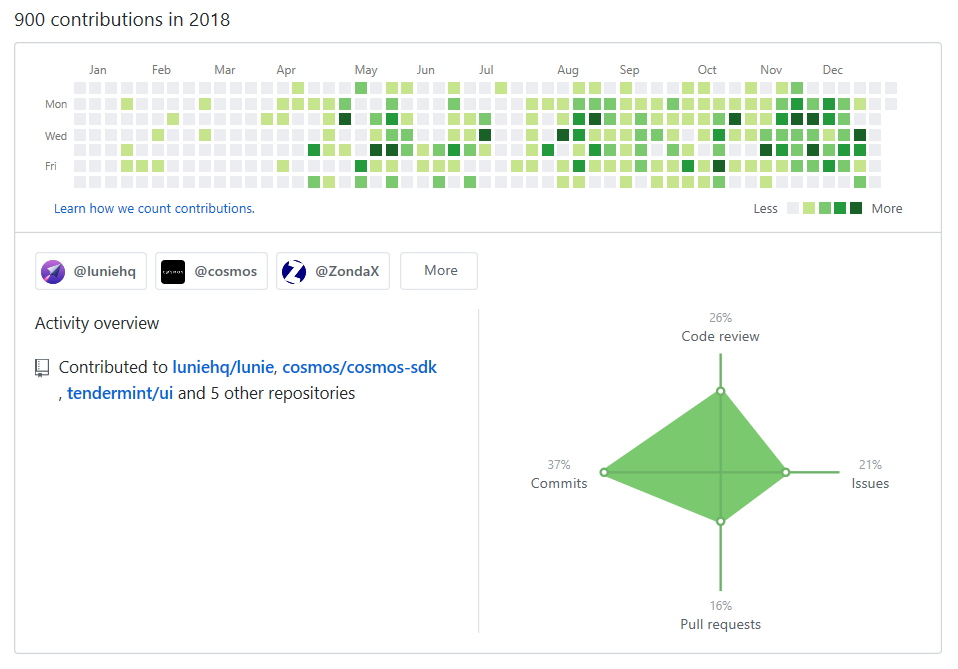 900 contributions in 2018
Jan Feb Mar Apr May Jun Jul Aug Sep Oct Nov Dec
Mon
Wed
Fri
Learn how we count contributions.
Less More
@luniehq
cosmos
@cosmos
@ZondaX
More
Activity overview
Contributed to luniehq/lunie, cosmos/cosmos-sdk
, tendermint/ui and 5 other repositories
26%
Code review
37%
Commits
21%
Issues
16%
Pull requests